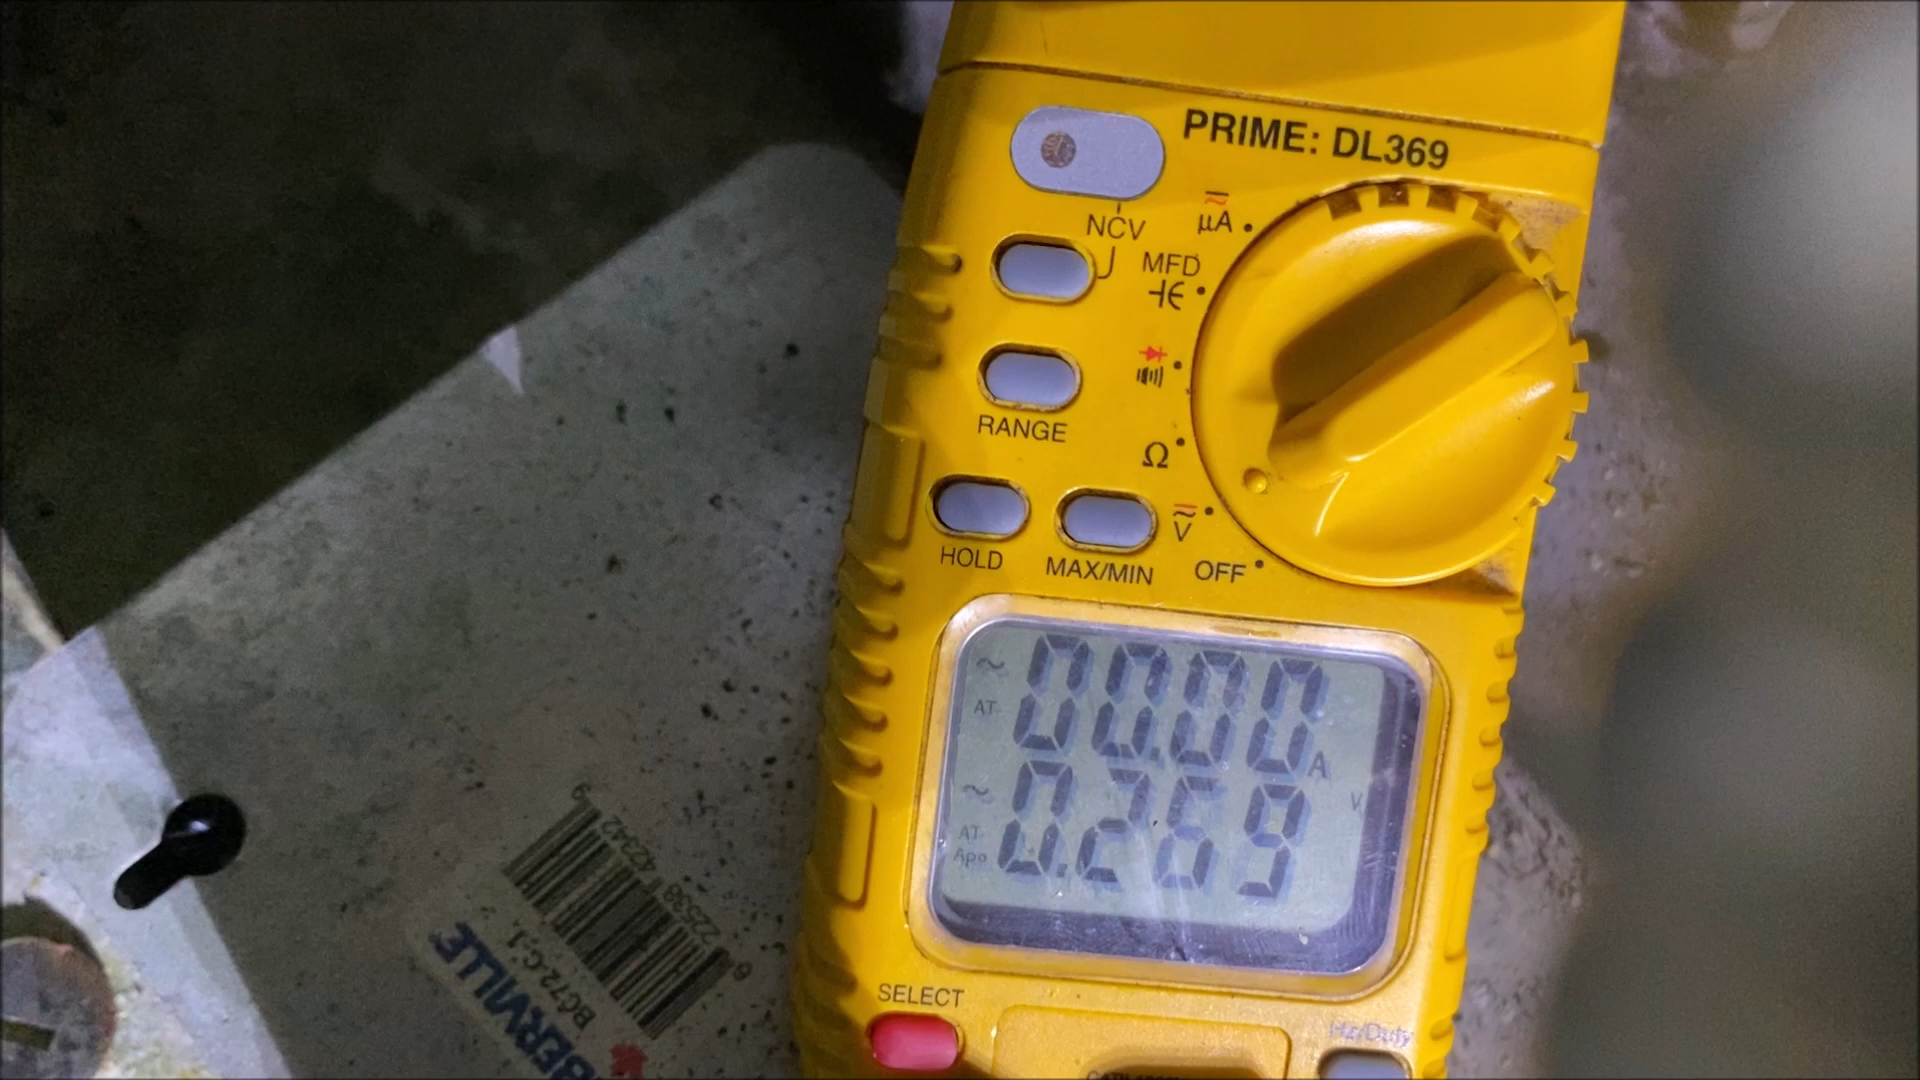 PRIME: DL369
NCV
µA
MFD
RANGE
Ω
V
HOLD
MAX/MIN
OFF
~
AT
00.00
A
~
V
AT
Apo
0.269
SELECT
Hz/Duty
BERVILLE
BC72-C-1